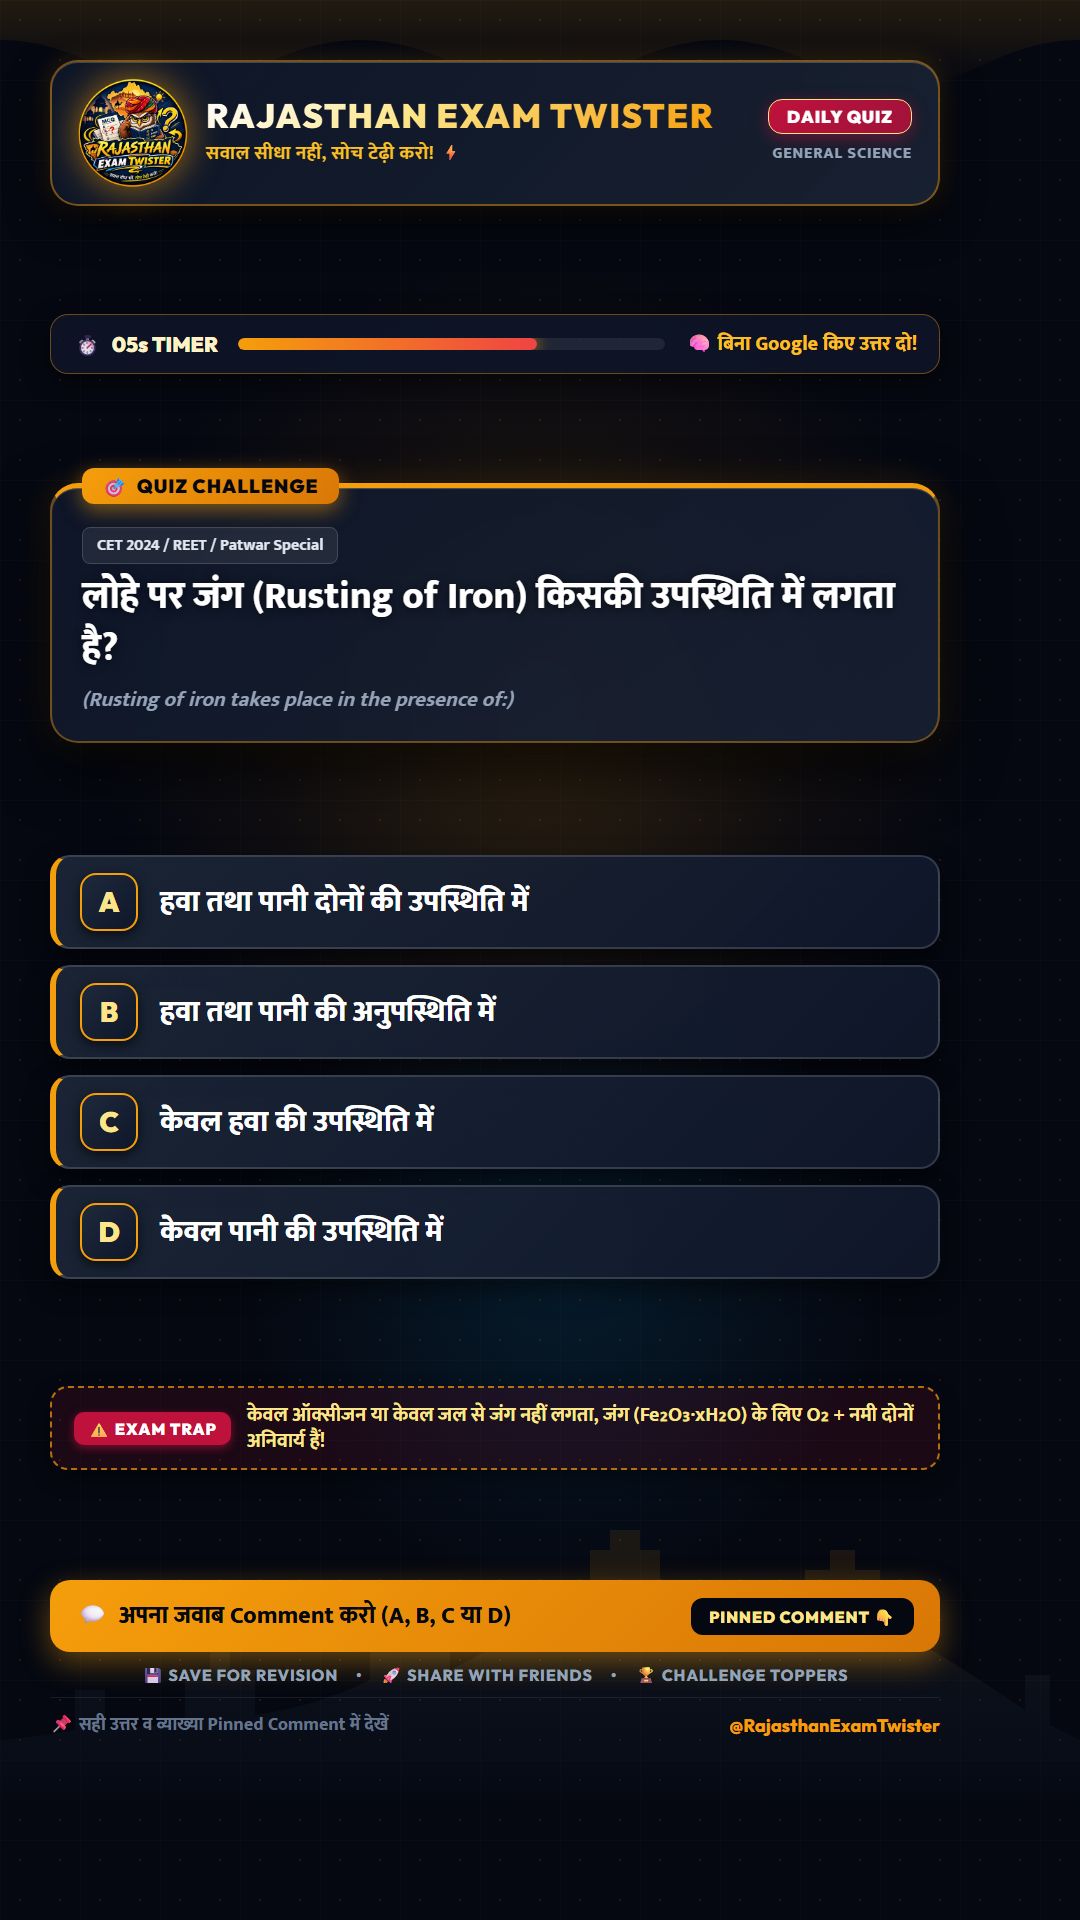 RAJASTHAN EXAM TWISTER
सवाल सीधा नहीं, सोच टेढ़ी करो! ⚡
DAILY QUIZ
GENERAL SCIENCE
MCQ
RAJASTHAN
EXAM TWISTER
⏱️ 05s TIMER
🧠 बिना Google किए उत्तर दो!
🎯 QUIZ CHALLENGE
CET 2024 / REET / Patwar Special
लोहे पर जंग (Rusting of Iron) किसकी उपस्थिति में लगता
है?
(Rusting of iron takes place in the presence of:)
A हवा तथा पानी दोनों की उपस्थिति में
B हवा तथा पानी की अनुपस्थिति में
C केवल हवा की उपस्थिति में
D केवल पानी की उपस्थिति में
⚠️ EXAM TRAP
केवल ऑक्सीजन या केवल जल से जंग नहीं लगता, जंग (Fe₂O₃·xH₂O) के लिए O₂ + नमी दोनों
अनिवार्य हैं!
💬 अपना जवाब Comment करो (A, B, C या D)
PINNED COMMENT 👇
💾 SAVE FOR REVISION • 🚀 SHARE WITH FRIENDS • 🏆 CHALLENGE TOPPERS
📌 सही उत्तर व व्याख्या Pinned Comment में देखें
@RajasthanExamTwister